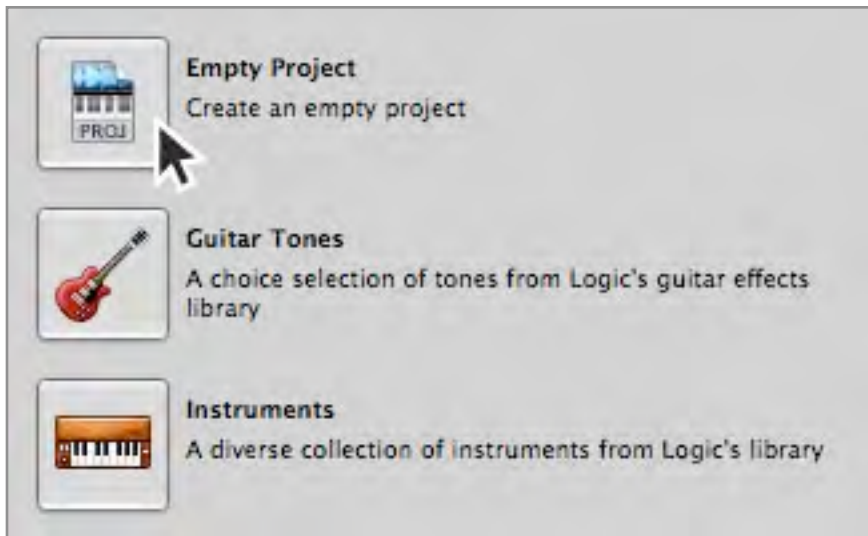 Empty Project
Create an empty project
PROJ
Guitar Tones
A choice selection of tones from Logic's guitar effects
library
Instruments
A diverse collection of instruments from Logic's library